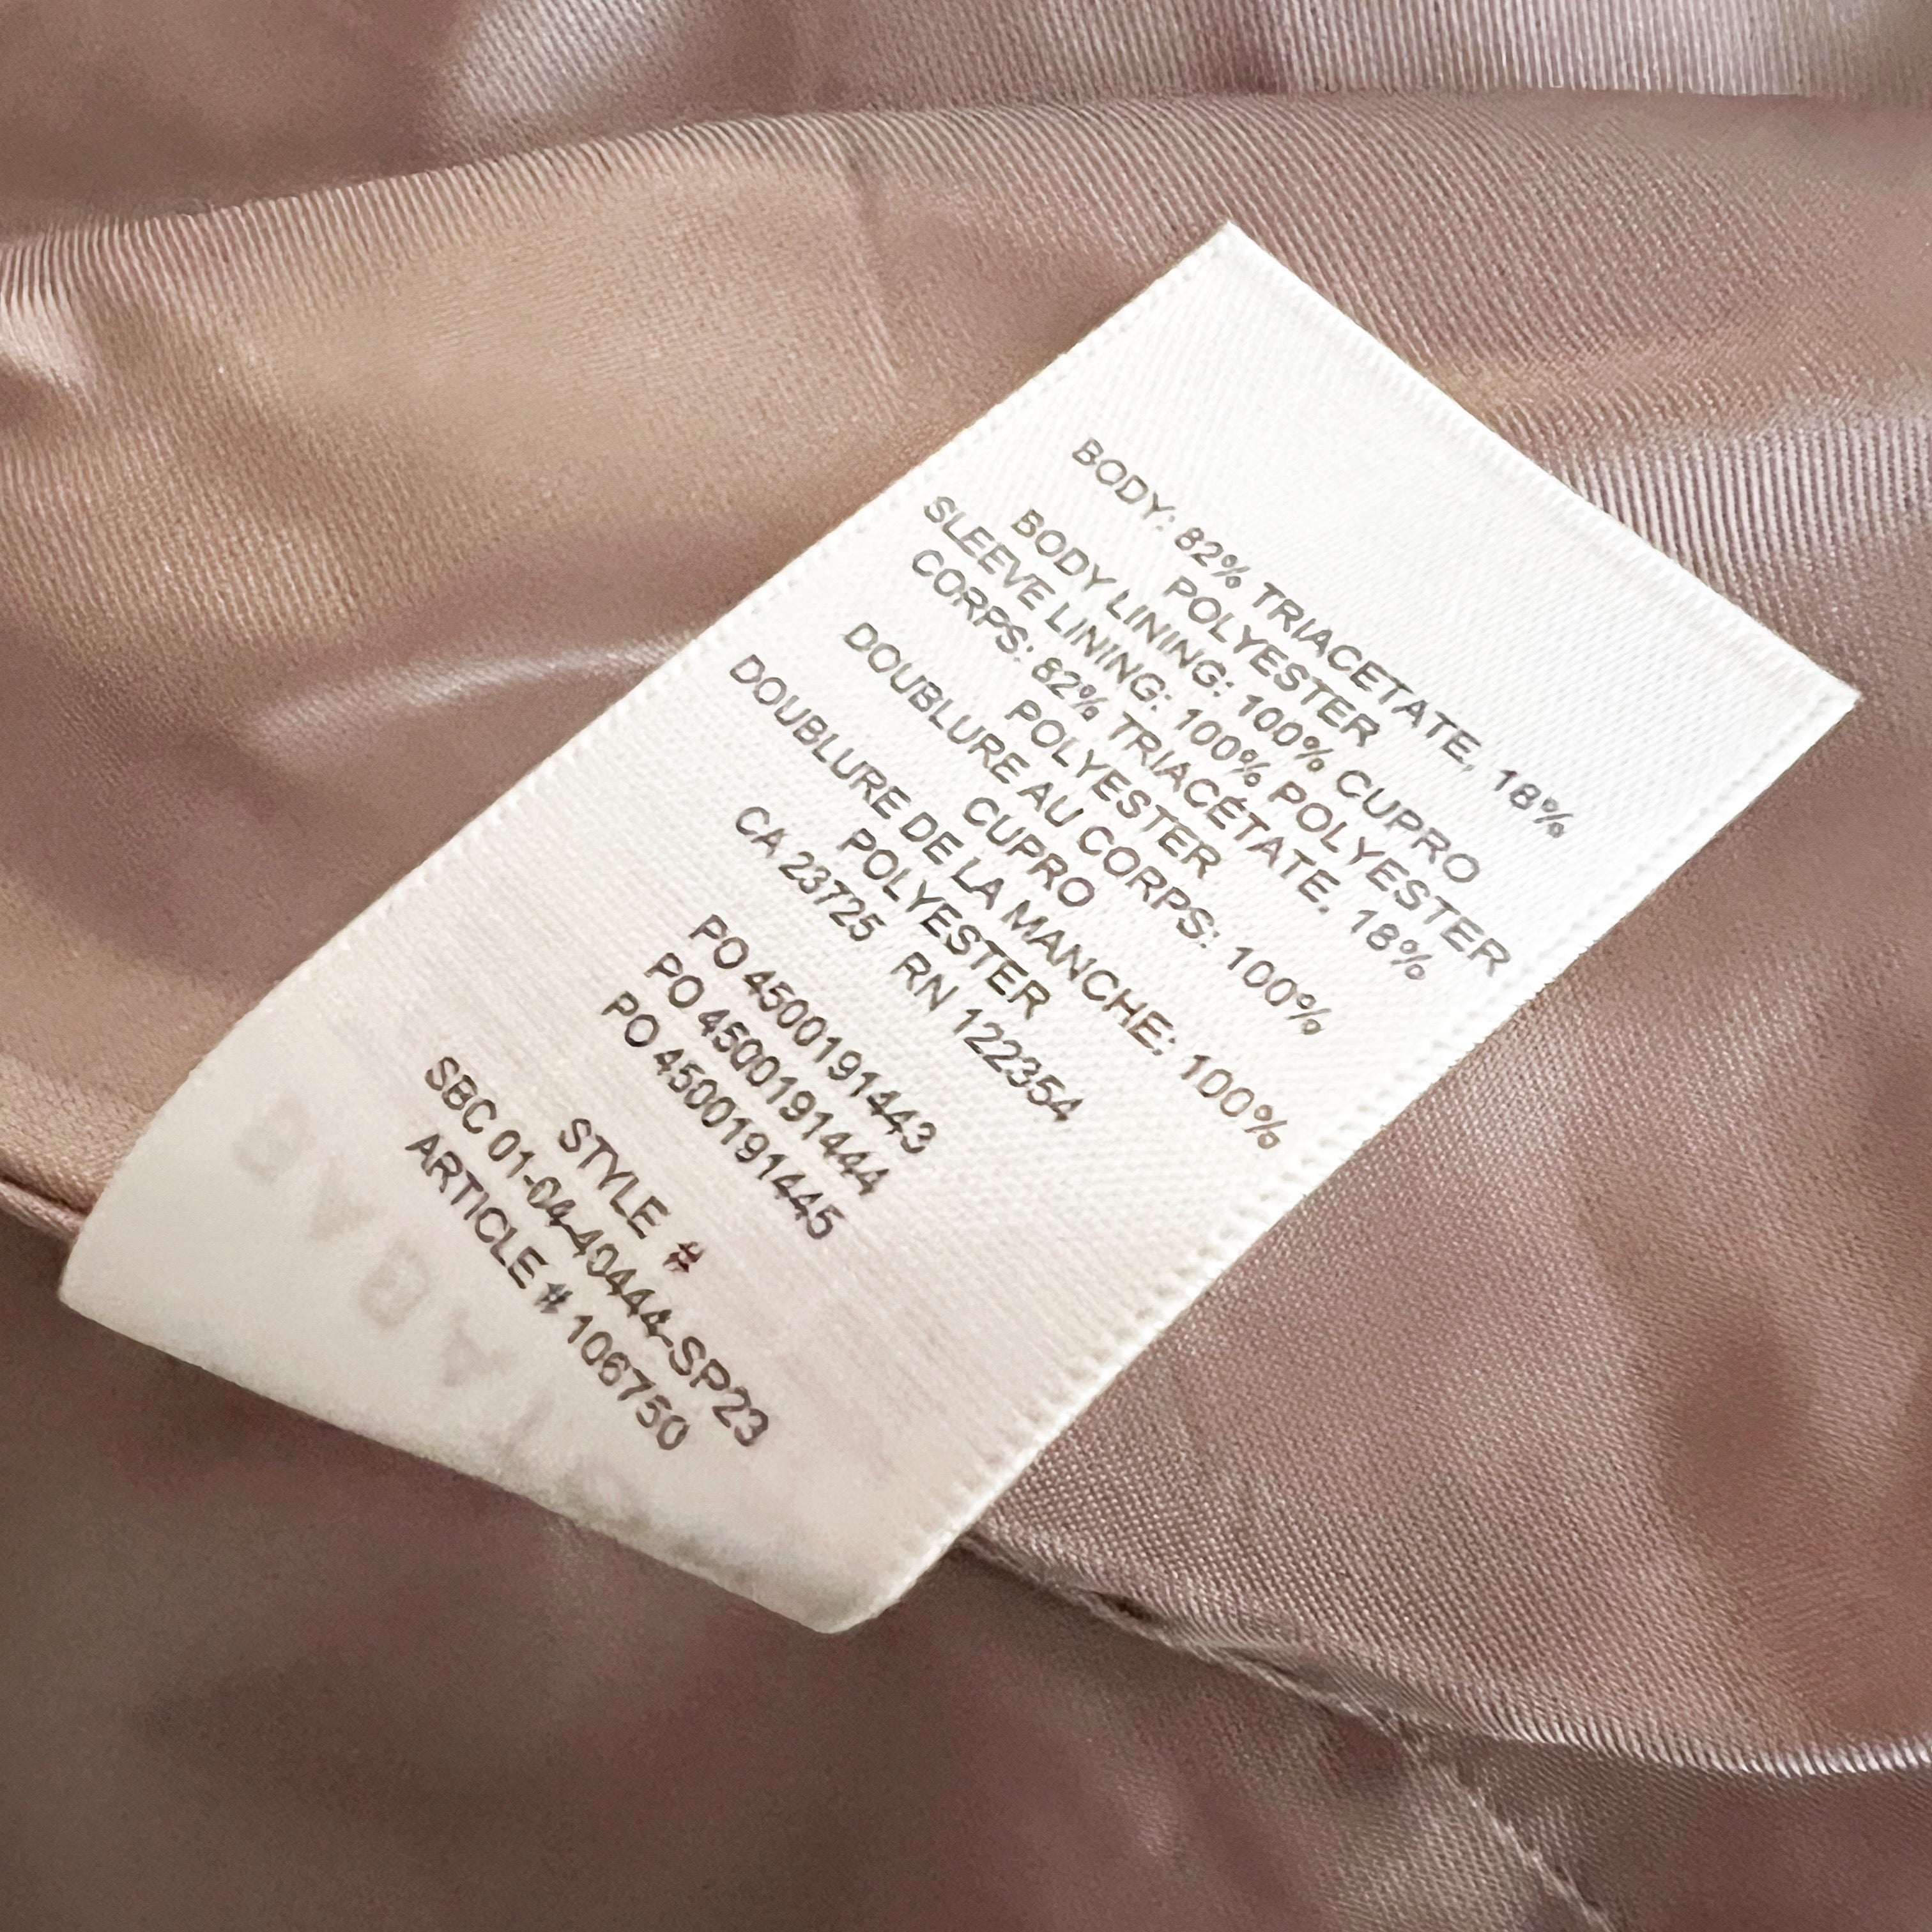 BODY: 82% TRIACETATE, 18%
POLYESTER
BODY LINING: 100% CUPRO
SLEEVE LINING: 100% POLYESTER
CORPS: 82% TRIACÉTATE, 18%
POLYESTER
DOUBLURE AU CORPS: 100%
CUPRO
DOUBLURE DE LA MANCHE: 100%
POLYESTER
CA 23725 RN 122354
PO 4500191443
PO 4500191444
PO 4500191445
STYLE #
SBC 01-04-40444-SP23
ARTICLE # 106750